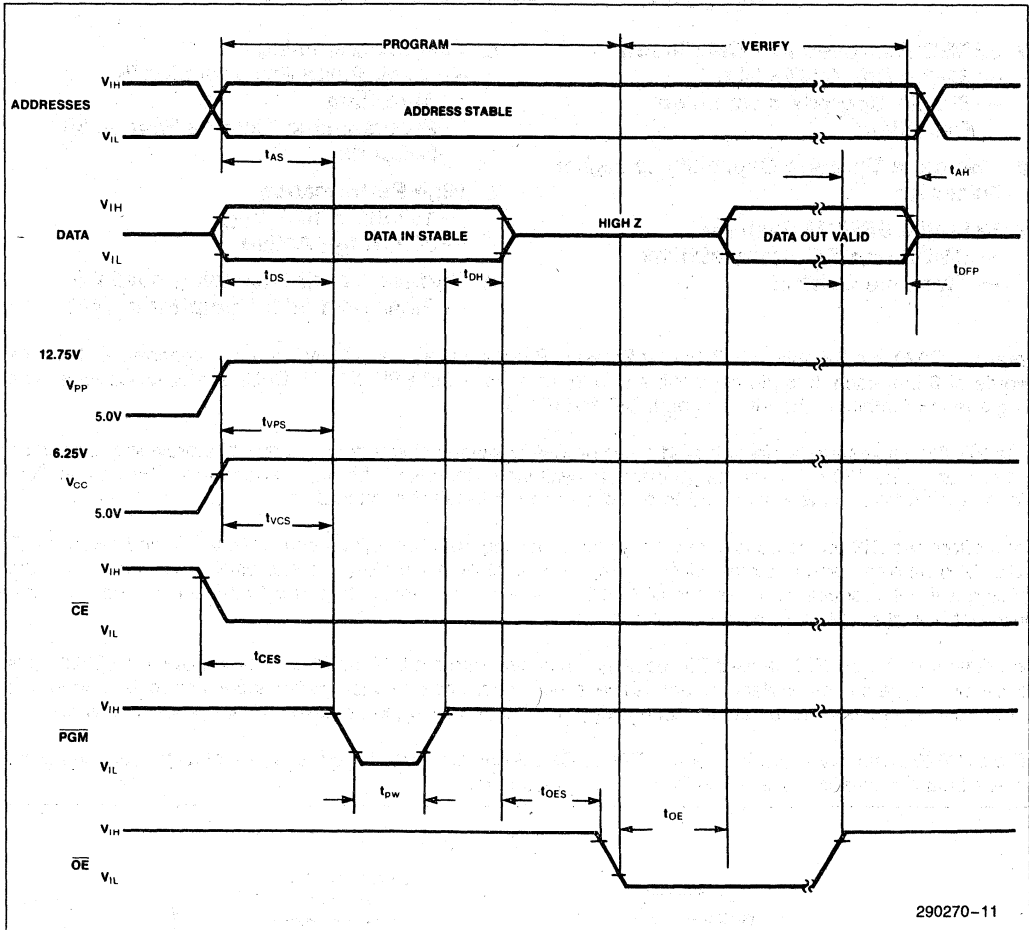 PROGRAM VERIFY
VIH
ADDRESSES ADDRESS STABLE
VIL
tAS tAH
VIH
DATA DATA IN STABLE HIGH Z DATA OUT VALID
VIL
tDS tDH tDFP
12.75V
VPP
5.0V
tVPS
6.25V
VCC
5.0V
tVCS
VIH
CE
VIL
tCES
VIH
PGM
VIL
tpw tOES tOE
VIH
OE
VIL
290270-11